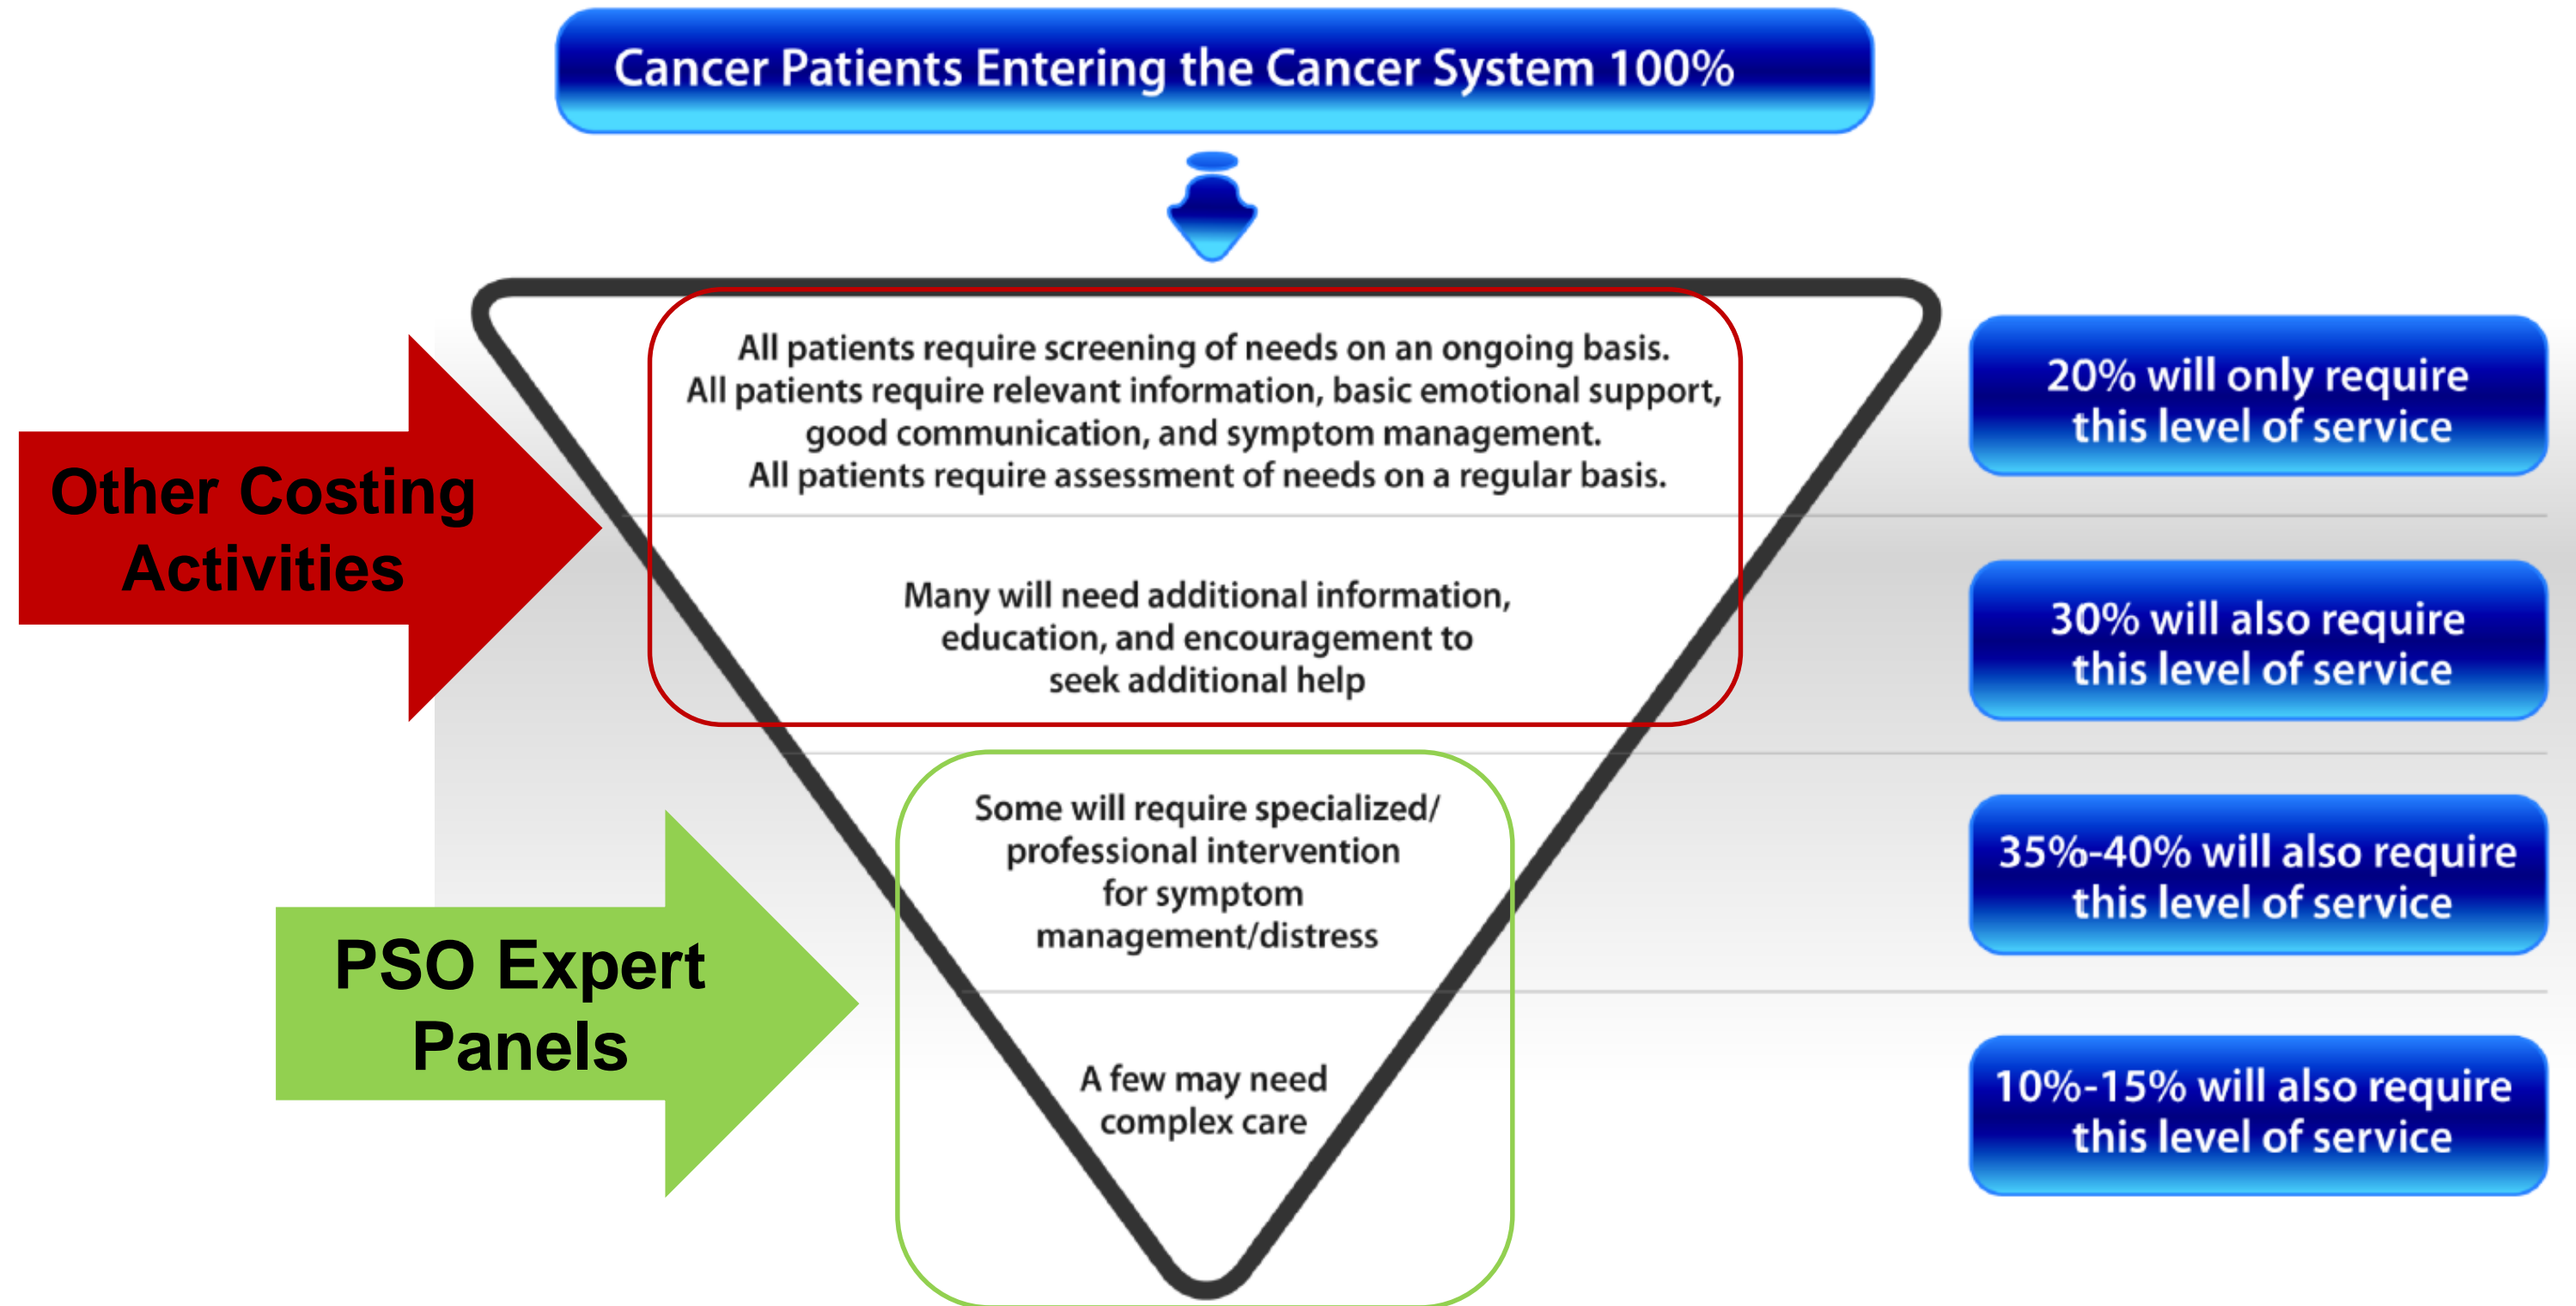 Cancer Patients Entering the Cancer System 100%
All patients require screening of needs on an ongoing basis.
All patients require relevant information, basic emotional support,
good communication, and symptom management.
All patients require assessment of needs on a regular basis.
20% will only require
this level of service
Other Costing
Activities
Many will need additional information,
education, and encouragement to
seek additional help
30% will also require
this level of service
Some will require specialized/
professional intervention
for symptom
management/distress
35%-40% will also require
this level of service
PSO Expert
Panels
A few may need
complex care
10%-15% will also require
this level of service